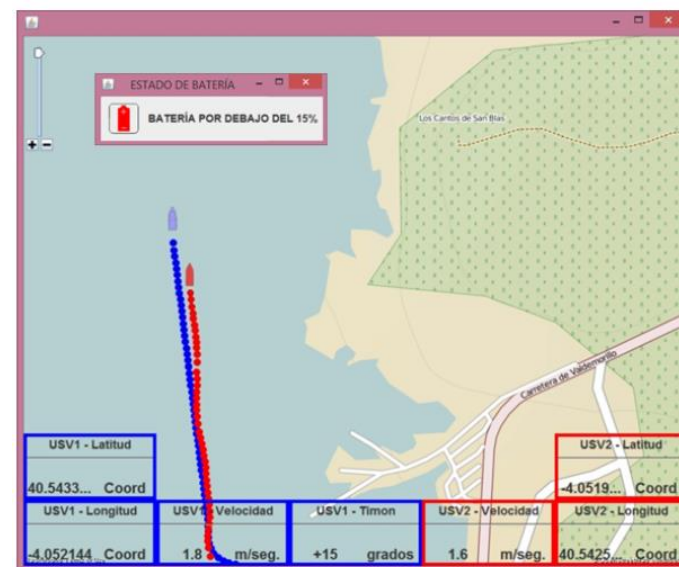 ESTADO DE BATERÍA
BATERÍA POR DEBAJO DEL 15%
Los Cantos de San Blas
Carretera de Valdemorillo
USV1 - Latitud
40.5433... Coord
USV2 - Latitud
-4.0519... Coord
USV1 - Longitud
-4.052144 Coord
USV1 Velocidad
1.8 m/seg.
USV1 - Timon
+15 grados
USV2 - Velocidad
1.6 m/seg.
USV2 - Longitud
40.5425... Coord